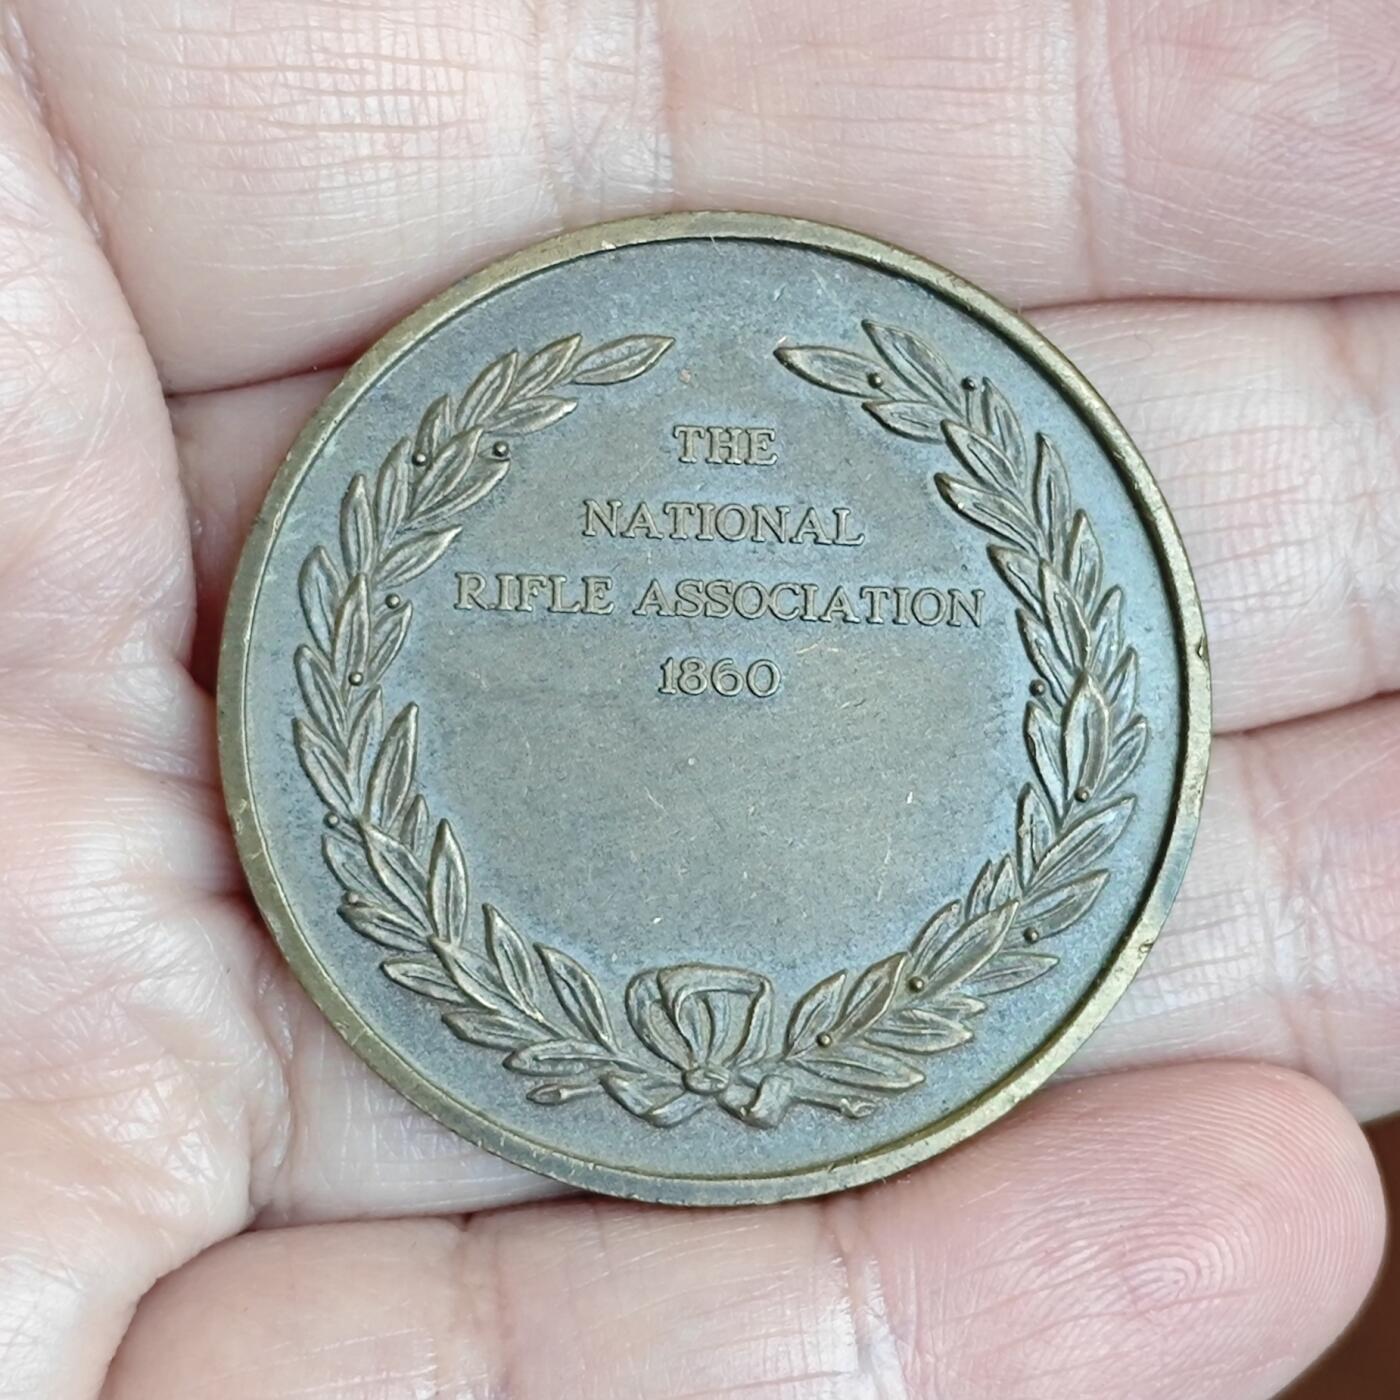 THE
NATIONAL
RIFLE ASSOCIATION
1860